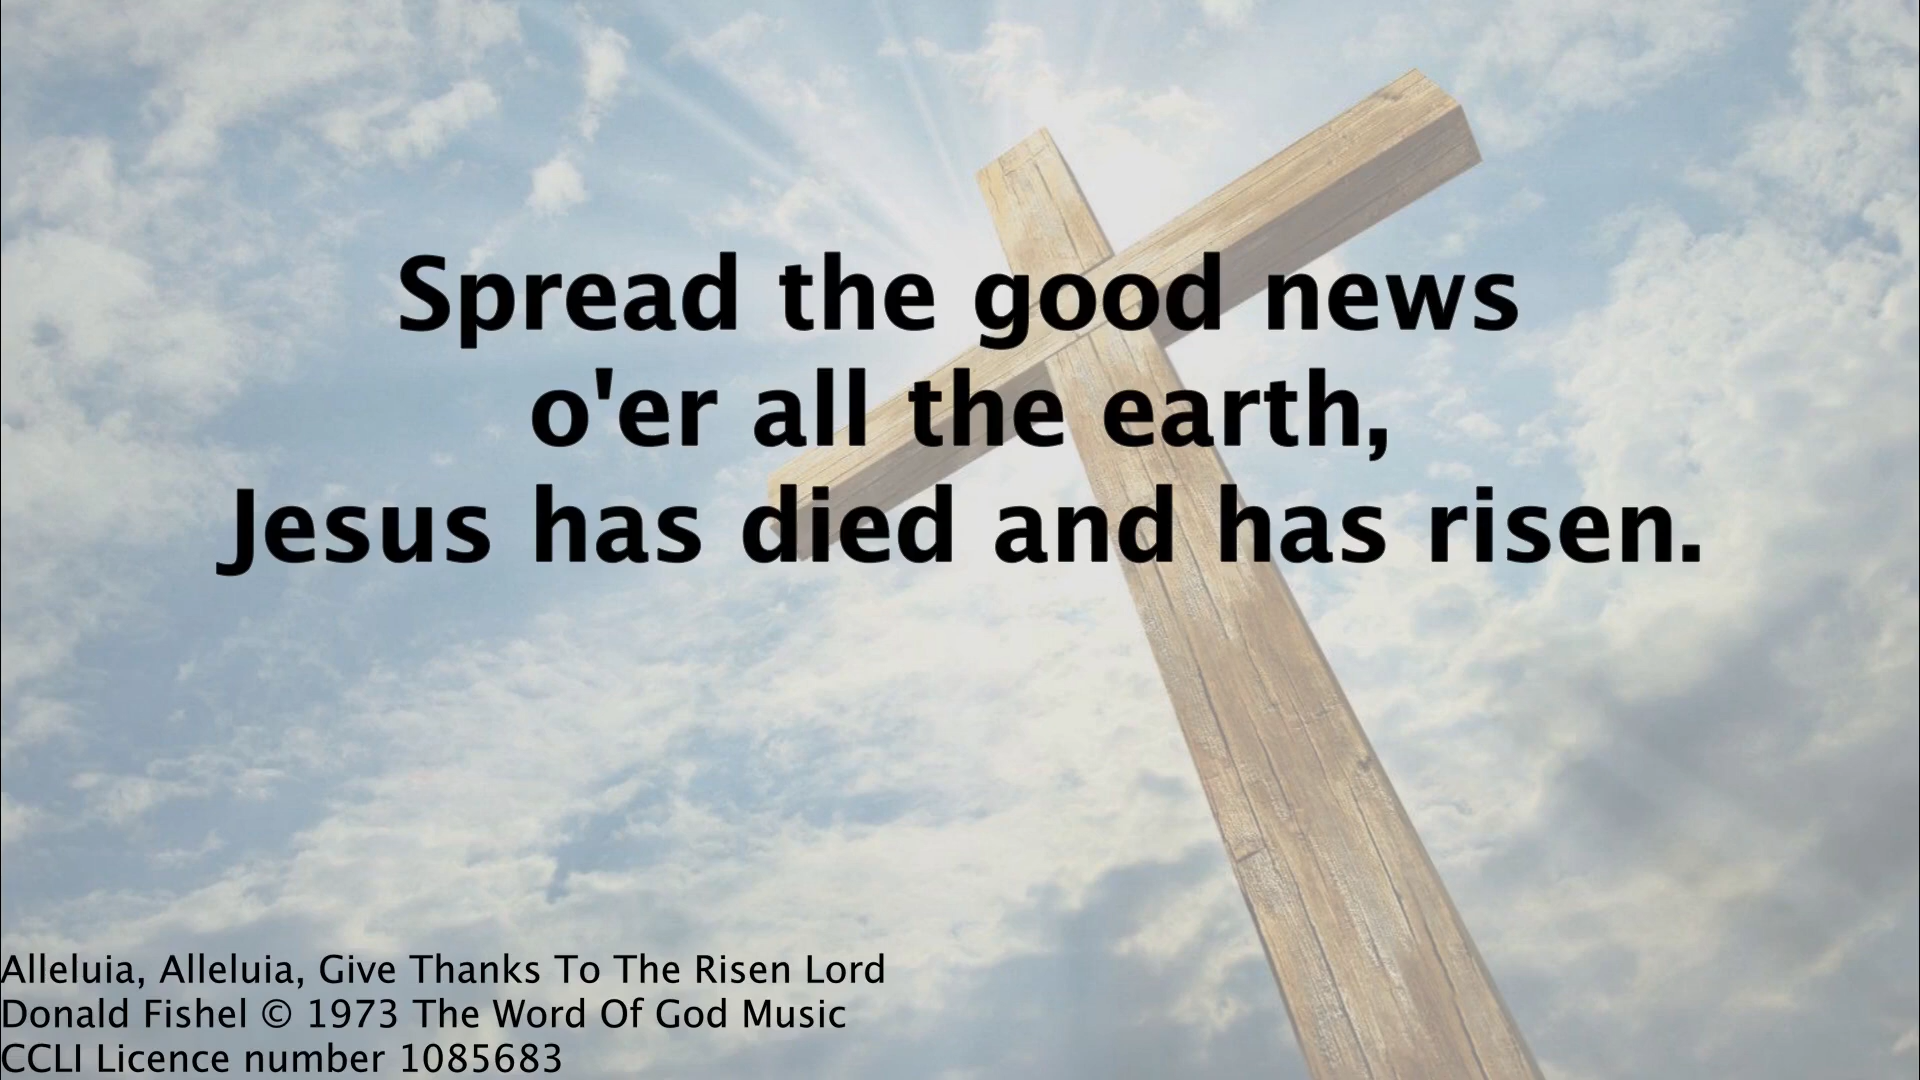 Spread the good news
o'er all the earth,
Jesus has died and has risen.
Alleluia, Alleluia, Give Thanks To The Risen Lord
Donald Fishel © 1973 The Word Of God Music
CCLI Licence number 1085683